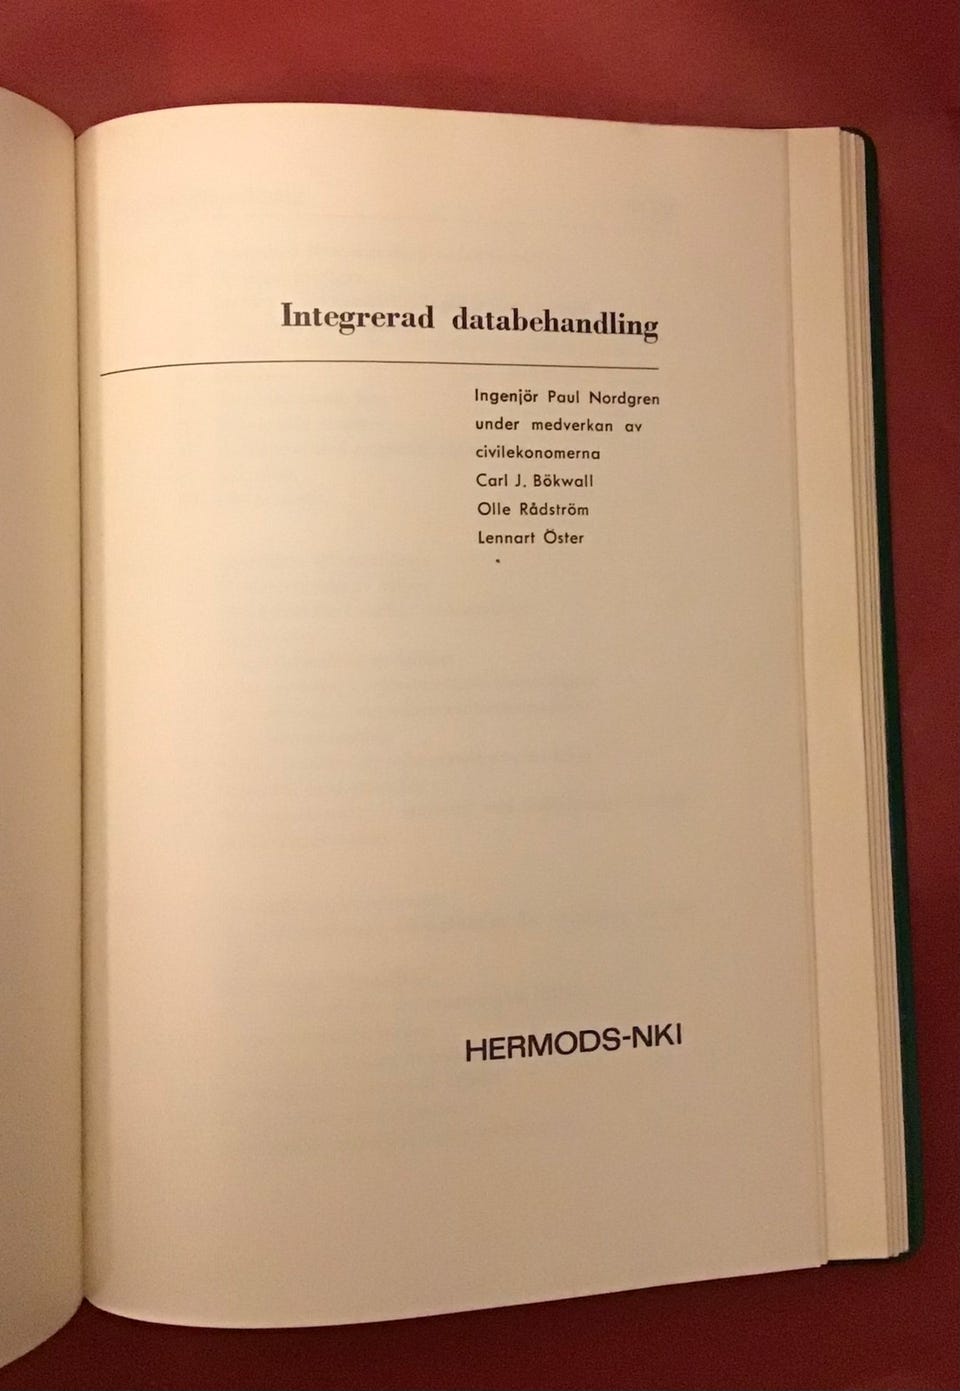 Integrerad databehandling
Ingenjör Paul Nordgren
under medverkan av
civilekonomerna
Carl J. Bökwall
Olle Rådström
Lennart Öster
HERMODS-NKI